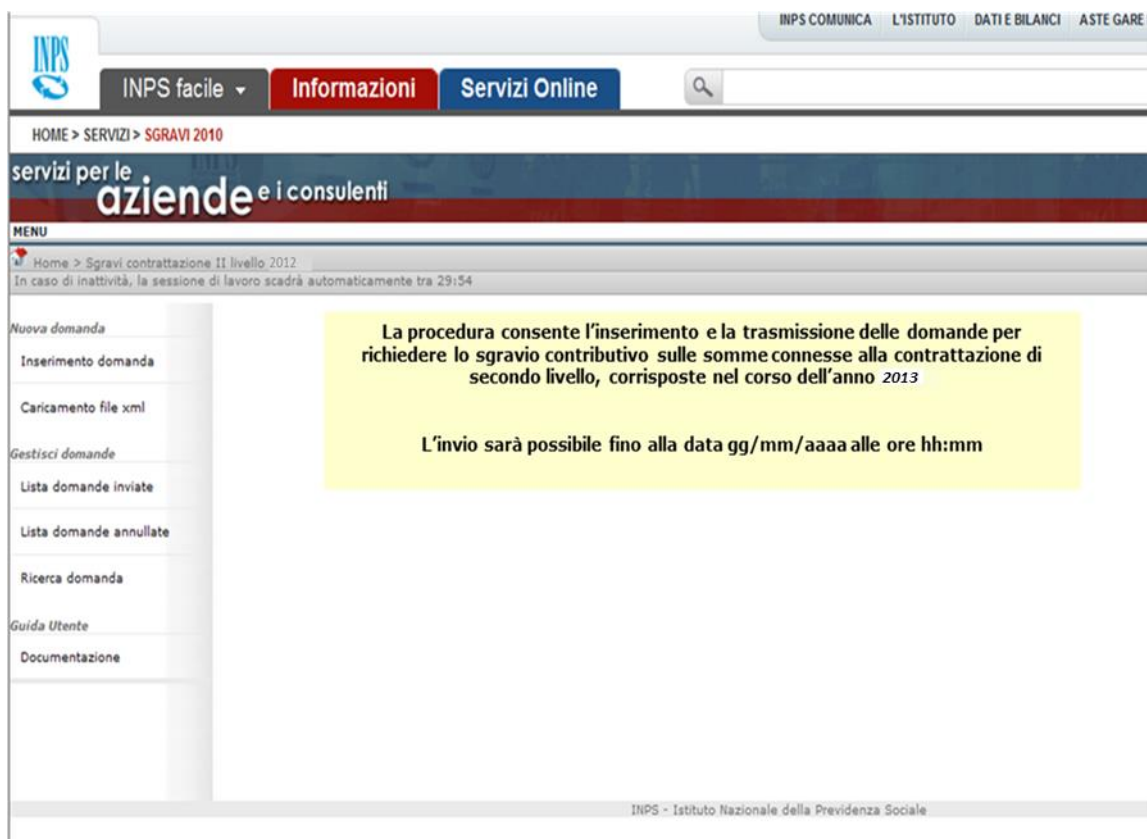 INPS COMUNICA L'ISTITUTO DATI E BILANCI ASTE GARE
INPS
INPS facile Informazioni Servizi Online
HOME > SERVIZI > SGRAVI 2010
servizi per le
aziende e i consulenti
MENU
Home > Sgravi contrattazione II livello 2012
In caso di inattività, la sessione di lavoro scadrà automaticamente tra 29:54
Nuova domanda
Inserimento domanda
Caricamento file xml
Gestisci domande
Lista domande inviate
Lista domande annullate
Ricerca domanda
Guida Utente
Documentazione
La procedura consente l'inserimento e la trasmissione delle domande per
richiedere lo sgravio contributivo sulle somme connesse alla contrattazione di
secondo livello, corrisposte nel corso dell'anno 2013
L'invio sarà possibile fino alla data gg/mm/aaaa alle ore hh:mm
INPS - Istituto Nazionale della Previdenza Sociale